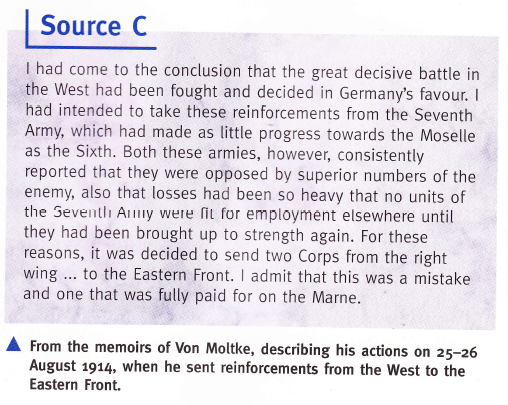 Source C
I had come to the conclusion that the great decisive battle in
the West had been fought and decided in Germany's favour. I
had intended to take these reinforcements from the Seventh
Army, which had made as little progress towards the Moselle
as the Sixth. Both these armies, however, consistently
reported that they were opposed by superior numbers of the
enemy, also that losses had been so heavy that no units of
the Seventh Army were fit for employment elsewhere until
they had been brought up to strength again. For these
reasons, it was decided to send two Corps from the right
wing ... to the Eastern Front. I admit that this was a mistake
and one that was fully paid for on the Marne.
From the memoirs of Von Moltke, describing his actions on 25–26
August 1914, when he sent reinforcements from the West to the
Eastern Front.